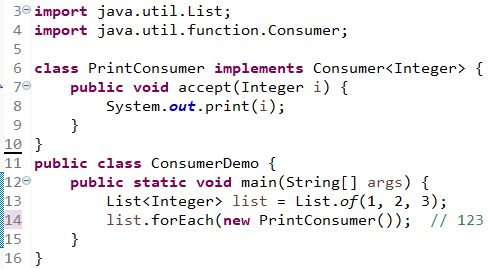 3 import java.util.List;
4 import java.util.function.Consumer;
5
6 class PrintConsumer implements Consumer<Integer> {
7     public void accept(Integer i) {
8         System.out.print(i);
9     }
10 }
11 public class ConsumerDemo {
12     public static void main(String[] args) {
13         List<Integer> list = List.of(1, 2, 3);
14         list.forEach(new PrintConsumer());  // 123
15     }
16 }